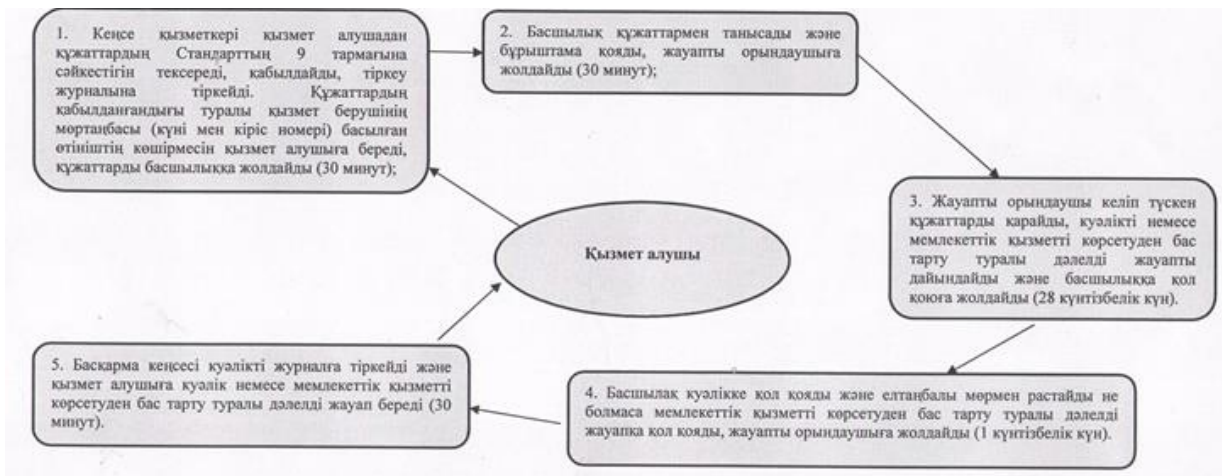 1. Кеңсе қызметкері қызмет алушадан
құжаттардың Стандарттың 9 тармағына
сәйкестігін тексереді, қабылдайды, тіркеу
журналына тіркейді. Құжаттардың
қабылданғандығы туралы қызмет берушінің
мөртаңбасы (күні мен кіріс номері) басылған
өтініштің көшірмесін қызмет алушыға береді,
құжаттарды басшылыққа жолдайды (30 минут);
2. Басшылық құжаттармен танысады және
бұрыштама қояды, жауапты орындаушыға
жолдайды (30 минут);
3. Жауапты орындаушы келіп түскен
құжаттарды қарайды, куәлікті немесе
мемлекеттік қызметті көрсетуден бас
тарту туралы дәлелді жауапты
дайындайды және басшылыққа қол
қоюға жолдайды (28 күнтізбелік күн).
Қызмет алушы
5. Басқарма кеңсесі куәлікті журналға тіркейді және
қызмет алушыға куәлік немесе мемлекеттік қызметті
көрсетуден бас тарту туралы дәлелді жауап береді (30
минут).
4. Басшылақ куәлікке қол қояды және елтаңбалы мөрмен растайды не
болмаса мемлекеттік қызметті көрсетуден бас тарту туралы дәлелді
жауапқа қол қояды, жауапты орындаушыға жолдайды (1 күнтізбелік күн).